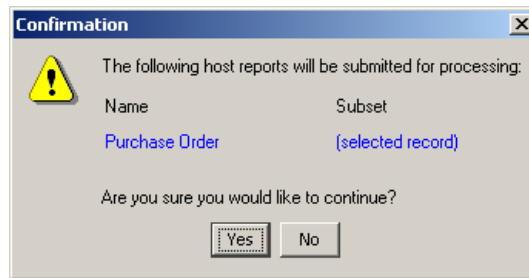 Confirmation
The following host reports will be submitted for processing:
Name Subset
Purchase Order (selected record)
Are you sure you would like to continue?
Yes No